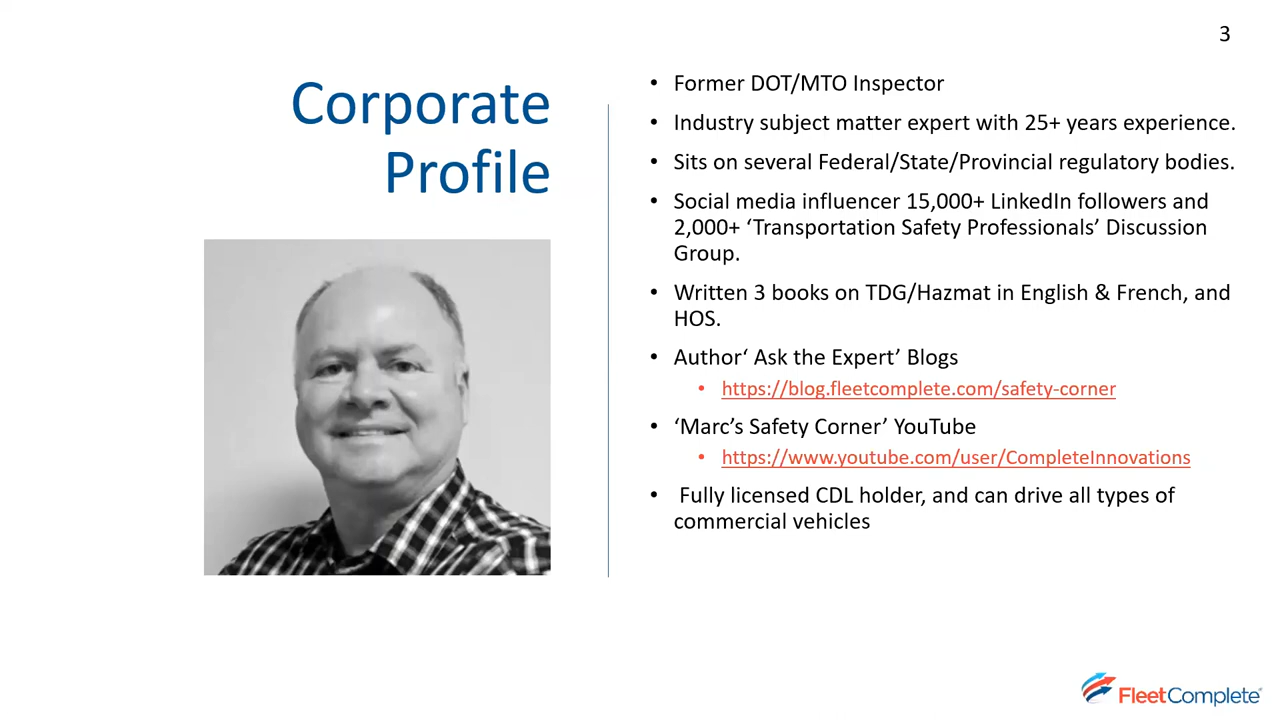 3
Corporate
Profile
• Former DOT/MTO Inspector
• Industry subject matter expert with 25+ years experience.
• Sits on several Federal/State/Provincial regulatory bodies.
• Social media influencer 15,000+ LinkedIn followers and
2,000+ ‘Transportation Safety Professionals’ Discussion
Group.
• Written 3 books on TDG/Hazmat in English & French, and
HOS.
• Author‘ Ask the Expert’ Blogs
• https://blog.fleetcomplete.com/safety-corner
• ‘Marc’s Safety Corner’ YouTube
• https://www.youtube.com/user/CompleteInnovations
• Fully licensed CDL holder, and can drive all types of
commercial vehicles
FleetComplete®